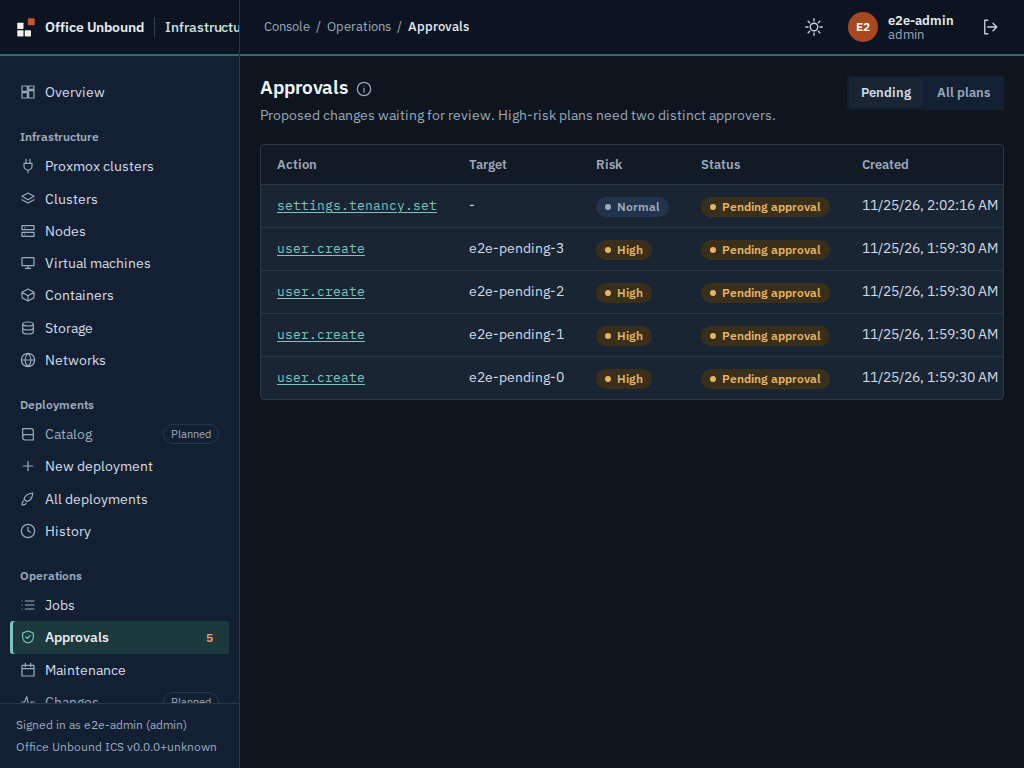 Office Unbound Infrastructu
Console / Operations / Approvals
E2
e2e-admin
admin
Overview
Infrastructure
Proxmox clusters
Clusters
Nodes
Virtual machines
Containers
Storage
Networks
Deployments
Catalog Planned
New deployment
All deployments
History
Operations
Jobs
Approvals 5
Maintenance
Changes Planned
Signed in as e2e-admin (admin)
Office Unbound ICS v0.0.0+unknown
Approvals
Proposed changes waiting for review. High-risk plans need two distinct approvers.
Pending All plans
Action Target Risk Status Created
settings.tenancy.set - Normal Pending approval 11/25/26, 2:02:16 AM
user.create e2e-pending-3 High Pending approval 11/25/26, 1:59:30 AM
user.create e2e-pending-2 High Pending approval 11/25/26, 1:59:30 AM
user.create e2e-pending-1 High Pending approval 11/25/26, 1:59:30 AM
user.create e2e-pending-0 High Pending approval 11/25/26, 1:59:30 AM